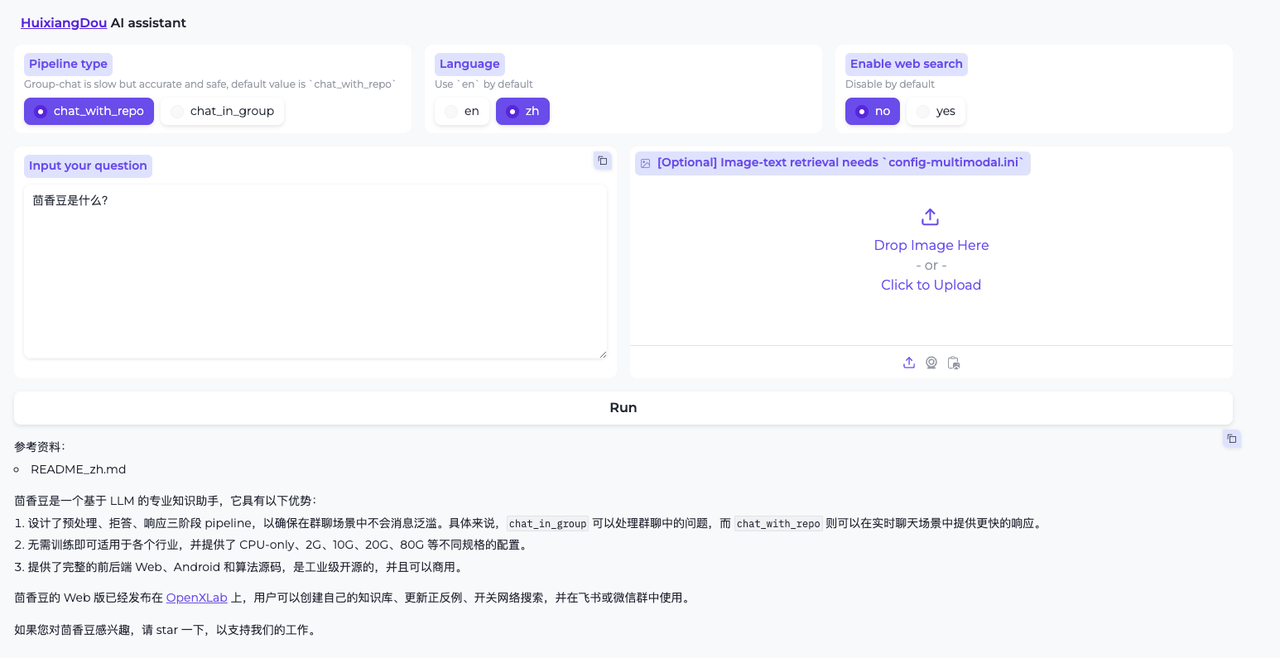 HuixiangDou AI assistant
Pipeline type
Group-chat is slow but accurate and safe, default value is `chat_with_repo`
chat_with_repo
chat_in_group
Language
Use `en` by default
en
zh
Enable web search
Disable by default
no
yes
Input your question
茴香豆是什么?
[Optional] Image-text retrieval needs `config-multimodal.ini`
Drop Image Here
- or -
Click to Upload
Run
参考资料：
README_zh.md
茴香豆是一个基于 LLM 的专业知识助手，它具有以下优势：
1. 设计了预处理、拒答、响应三阶段 pipeline，以确保在群聊场景中不会消息泛滥。具体来说，chat_in_group 可以处理群聊中的问题，而 chat_with_repo 则可以在实时聊天场景中提供更快的响应。
2. 无需训练即可适用于各个行业，并提供了 CPU-only、2G、10G、20G、80G 等不同规格的配置。
3. 提供了完整的前后端 Web、Android 和算法源码，是工业级开源的，并且可以商用。
茴香豆的 Web 版已经发布在 OpenXLab 上，用户可以创建自己的知识库、更新正反例、开关网络搜索，并在飞书或微信群中使用。
如果您对茴香豆感兴趣，请 star 一下，以支持我们的工作。